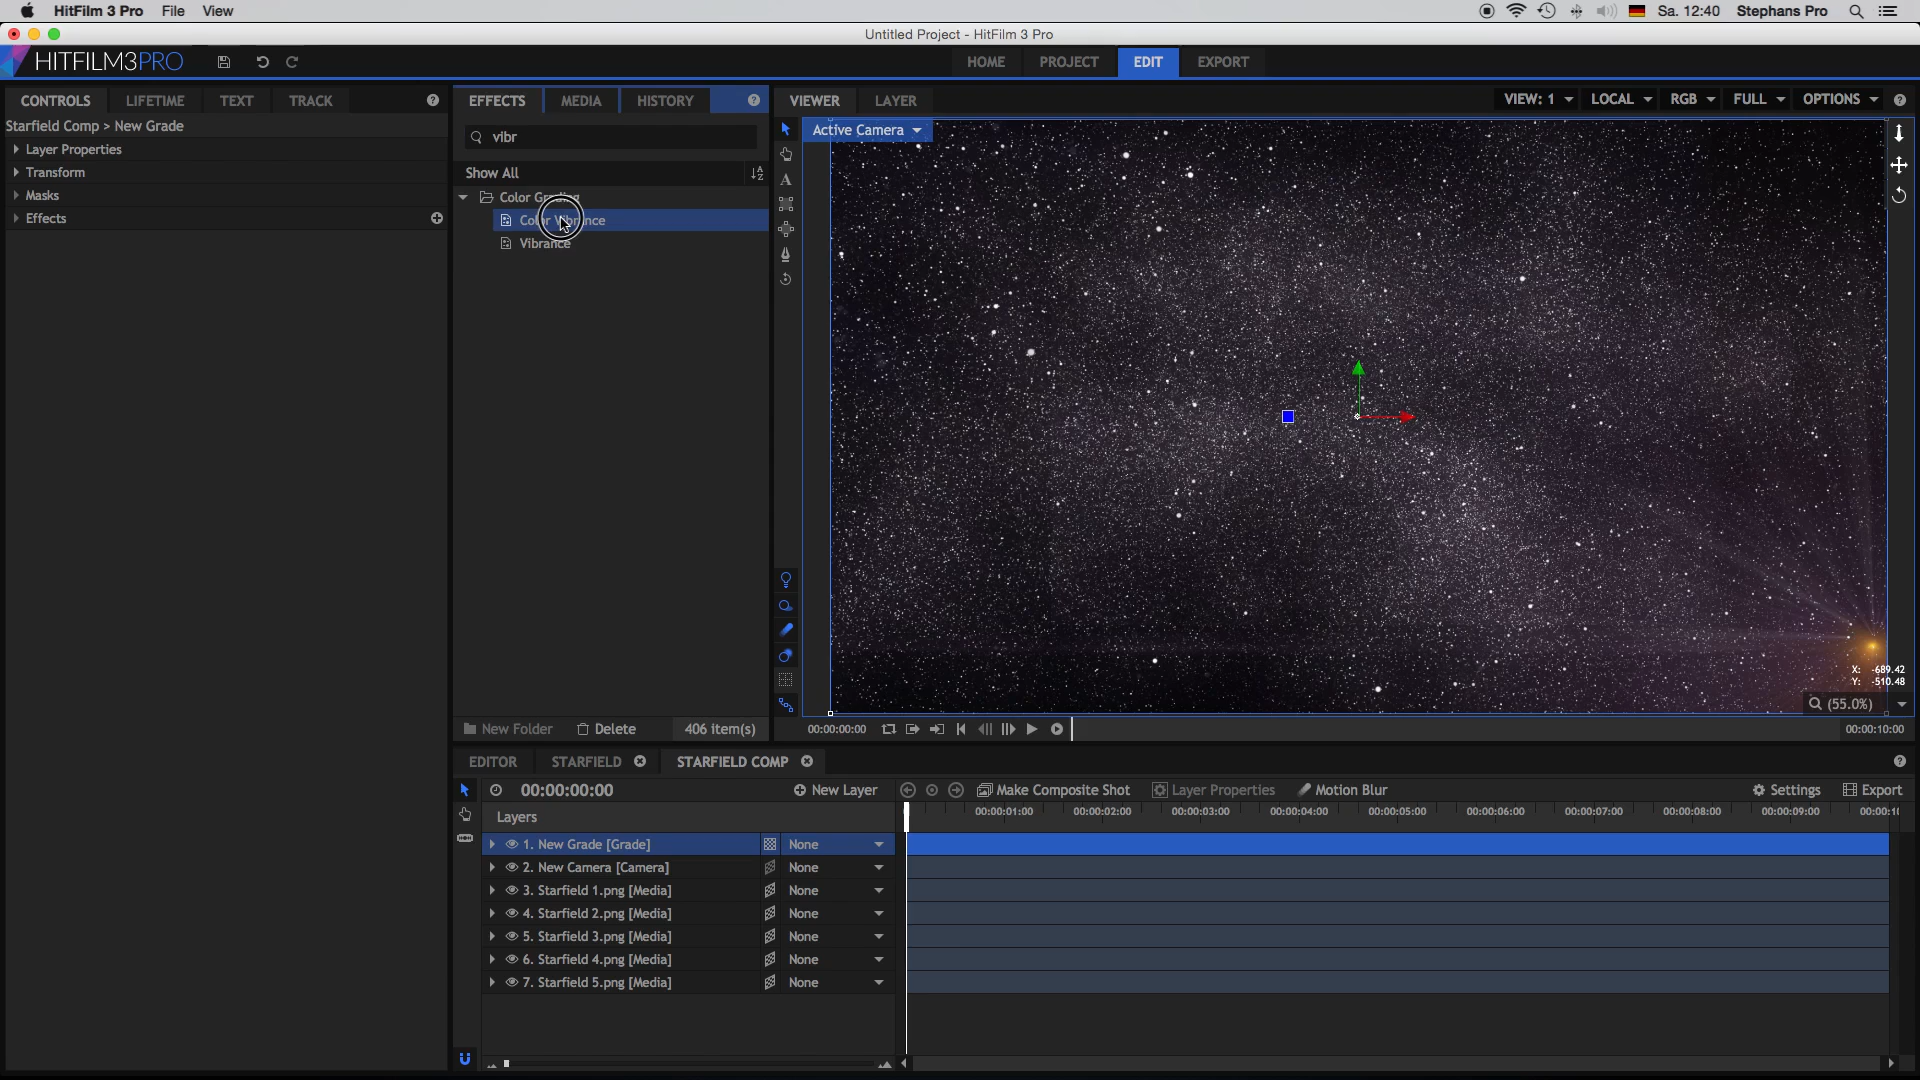 HitFilm 3 Pro File View
Sa. 12:40 Stephans Pro
Untitled Project - HitFilm 3 Pro
HITFILM3PRO
HOME PROJECT EDIT EXPORT
CONTROLS LIFETIME TEXT TRACK
EFFECTS MEDIA HISTORY
VIEWER LAYER
VIEW: 1 LOCAL RGB FULL OPTIONS
Starfield Comp > New Grade
Layer Properties
Transform
Masks
Effects
vibr
Show All
Color Grading
Color Vibrance
Vibrance
Active Camera
X: -689.42
Y: -510.48
(55.0%)
New Folder Delete 406 item(s)
00:00:00:00
00:00:10:00
EDITOR STARFIELD STARFIELD COMP
00:00:00:00 New Layer
Make Composite Shot Layer Properties Motion Blur
Settings Export
Layers
00:00:01:00 00:00:02:00 00:00:03:00 00:00:04:00 00:00:05:00 00:00:06:00 00:00:07:00 00:00:08:00 00:00:09:00 00:00:1(
1. New Grade [Grade] None
2. New Camera [Camera] None
3. Starfield 1.png [Media] None
4. Starfield 2.png [Media] None
5. Starfield 3.png [Media] None
6. Starfield 4.png [Media] None
7. Starfield 5.png [Media] None